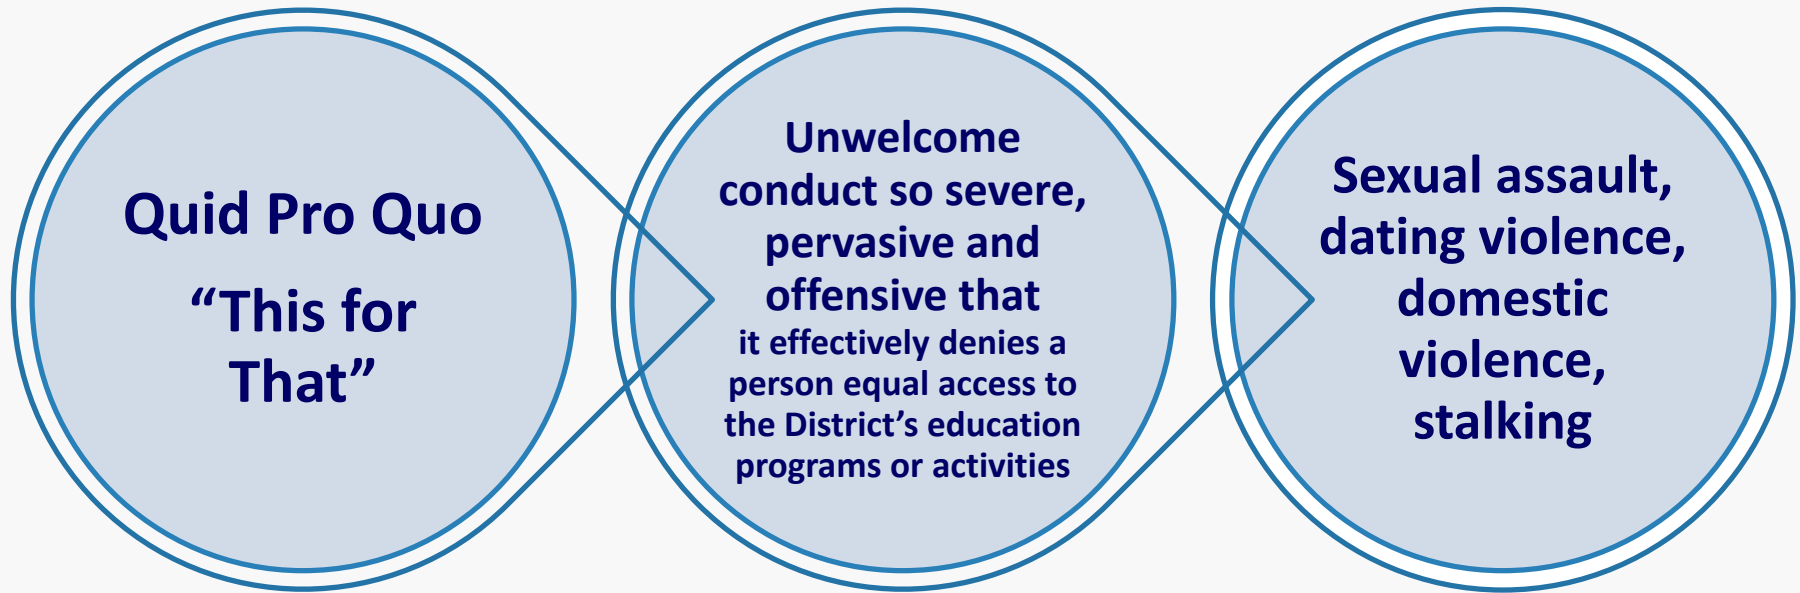 Quid Pro Quo
“This for
That”
Unwelcome
conduct so severe,
pervasive and
offensive that
it effectively denies a
person equal access to
the District’s education
programs or activities
Sexual assault,
dating violence,
domestic
violence,
stalking